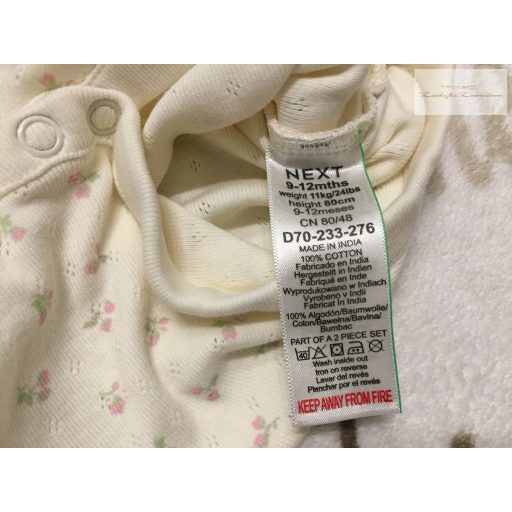 NEXT
9-12mths
weight 11kg/24lbs
height 80cm
9-12meses
CN 80/48
D70-233-276
MADE IN INDIA
100% COTTON
Fabricado en India
Hergestellt in Indien
Fabriqué en Inde
Wyprodukowano w Indiach
Vyrobeno v Indii
Fabricat în India
100% Algodón/Baumwolle/
Coton/Bawełna/Bavlna/
Bumbac
PART OF A 2 PIECE SET
40
Wash inside out
Iron on reverse
Lavar del revés
Planchar por el revés
KEEP AWAY FROM FIRE